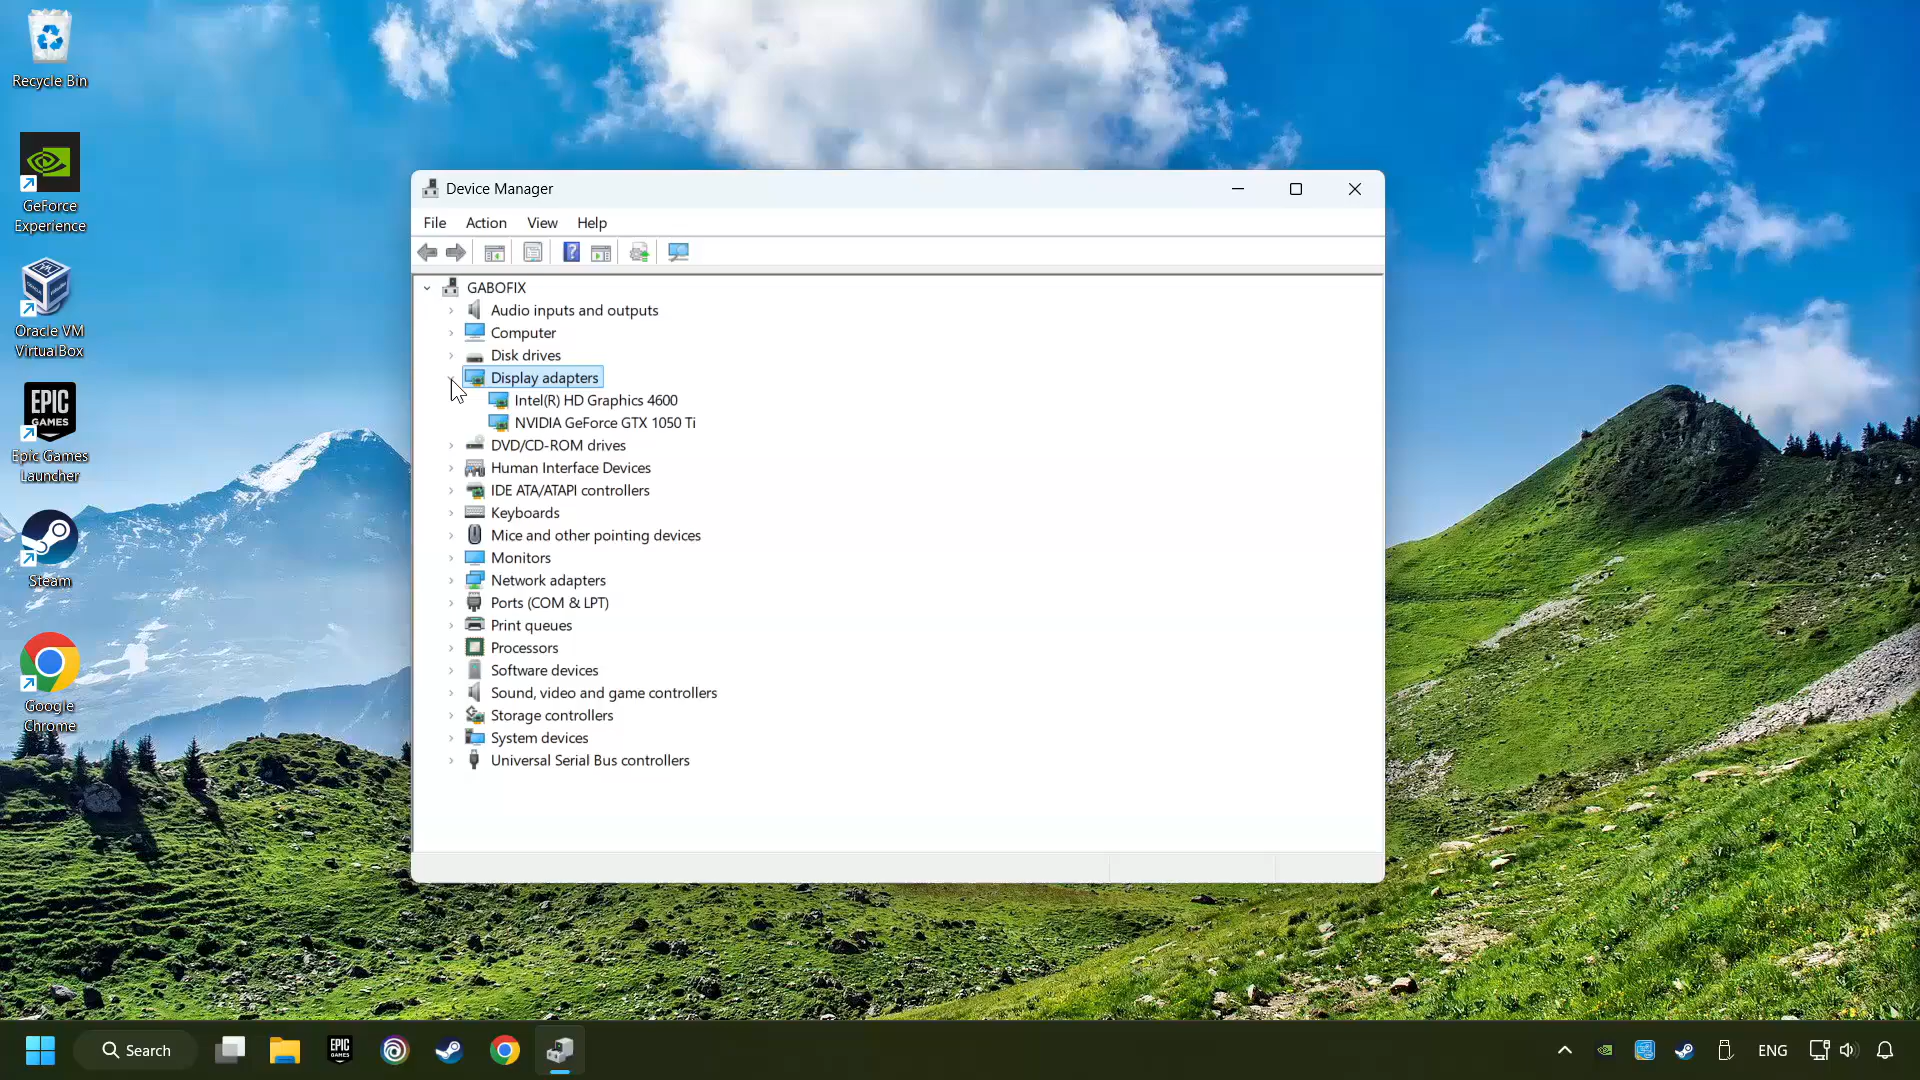 Recycle Bin
GeForce
Experience
Oracle VM
VirtualBox
EPIC
GAMES
Epic Games
Launcher
Steam
Google
Chrome
Device Manager
File Action View Help
GABOFIX
Audio inputs and outputs
Computer
Disk drives
Display adapters
Intel(R) HD Graphics 4600
NVIDIA GeForce GTX 1050 Ti
DVD/CD-ROM drives
Human Interface Devices
IDE ATA/ATAPI controllers
Keyboards
Mice and other pointing devices
Monitors
Network adapters
Ports (COM & LPT)
Print queues
Processors
Software devices
Sound, video and game controllers
Storage controllers
System devices
Universal Serial Bus controllers
Search
EPIC
GAMES
ENG